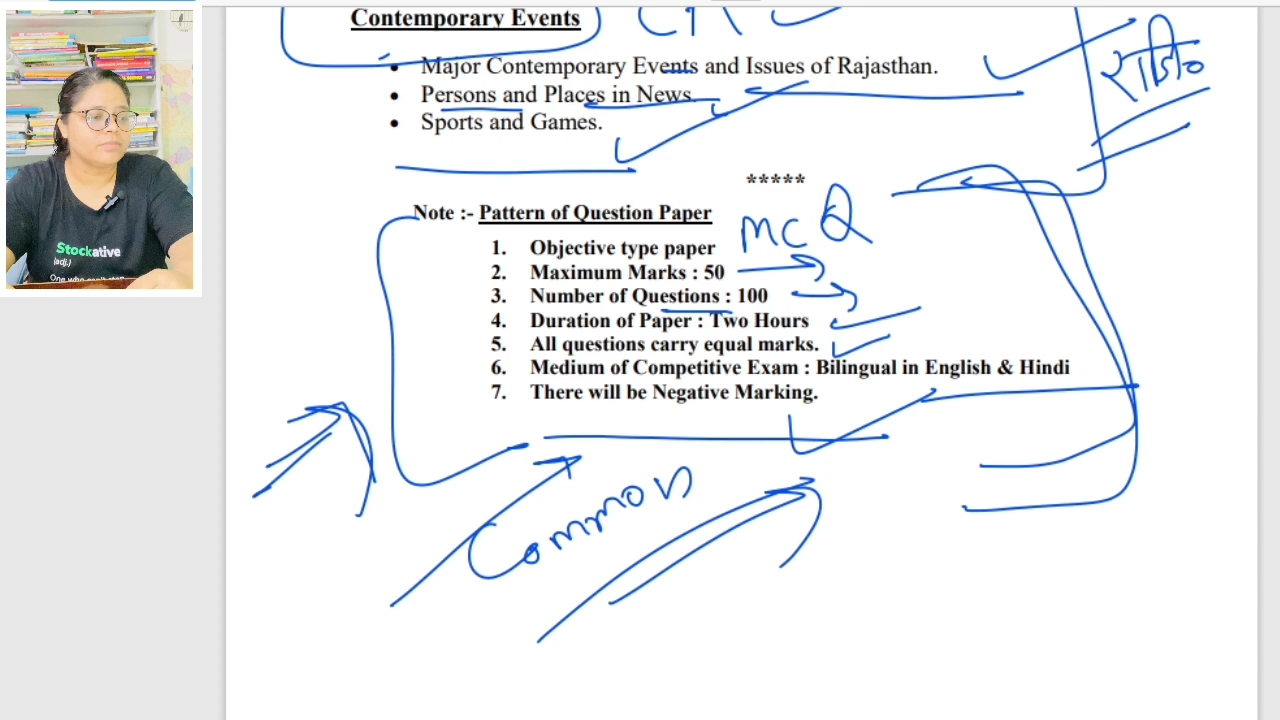 Contemporary Events
• Major Contemporary Events and Issues of Rajasthan.
• Persons and Places in News.
• Sports and Games.
*****
Note :- Pattern of Question Paper
MCQ
1. Objective type paper
2. Maximum Marks : 50
3. Number of Questions : 100
4. Duration of Paper : Two Hours
5. All questions carry equal marks.
6. Medium of Competitive Exam : Bilingual in English & Hindi
7. There will be Negative Marking.
Common
Stockative
(adj.)